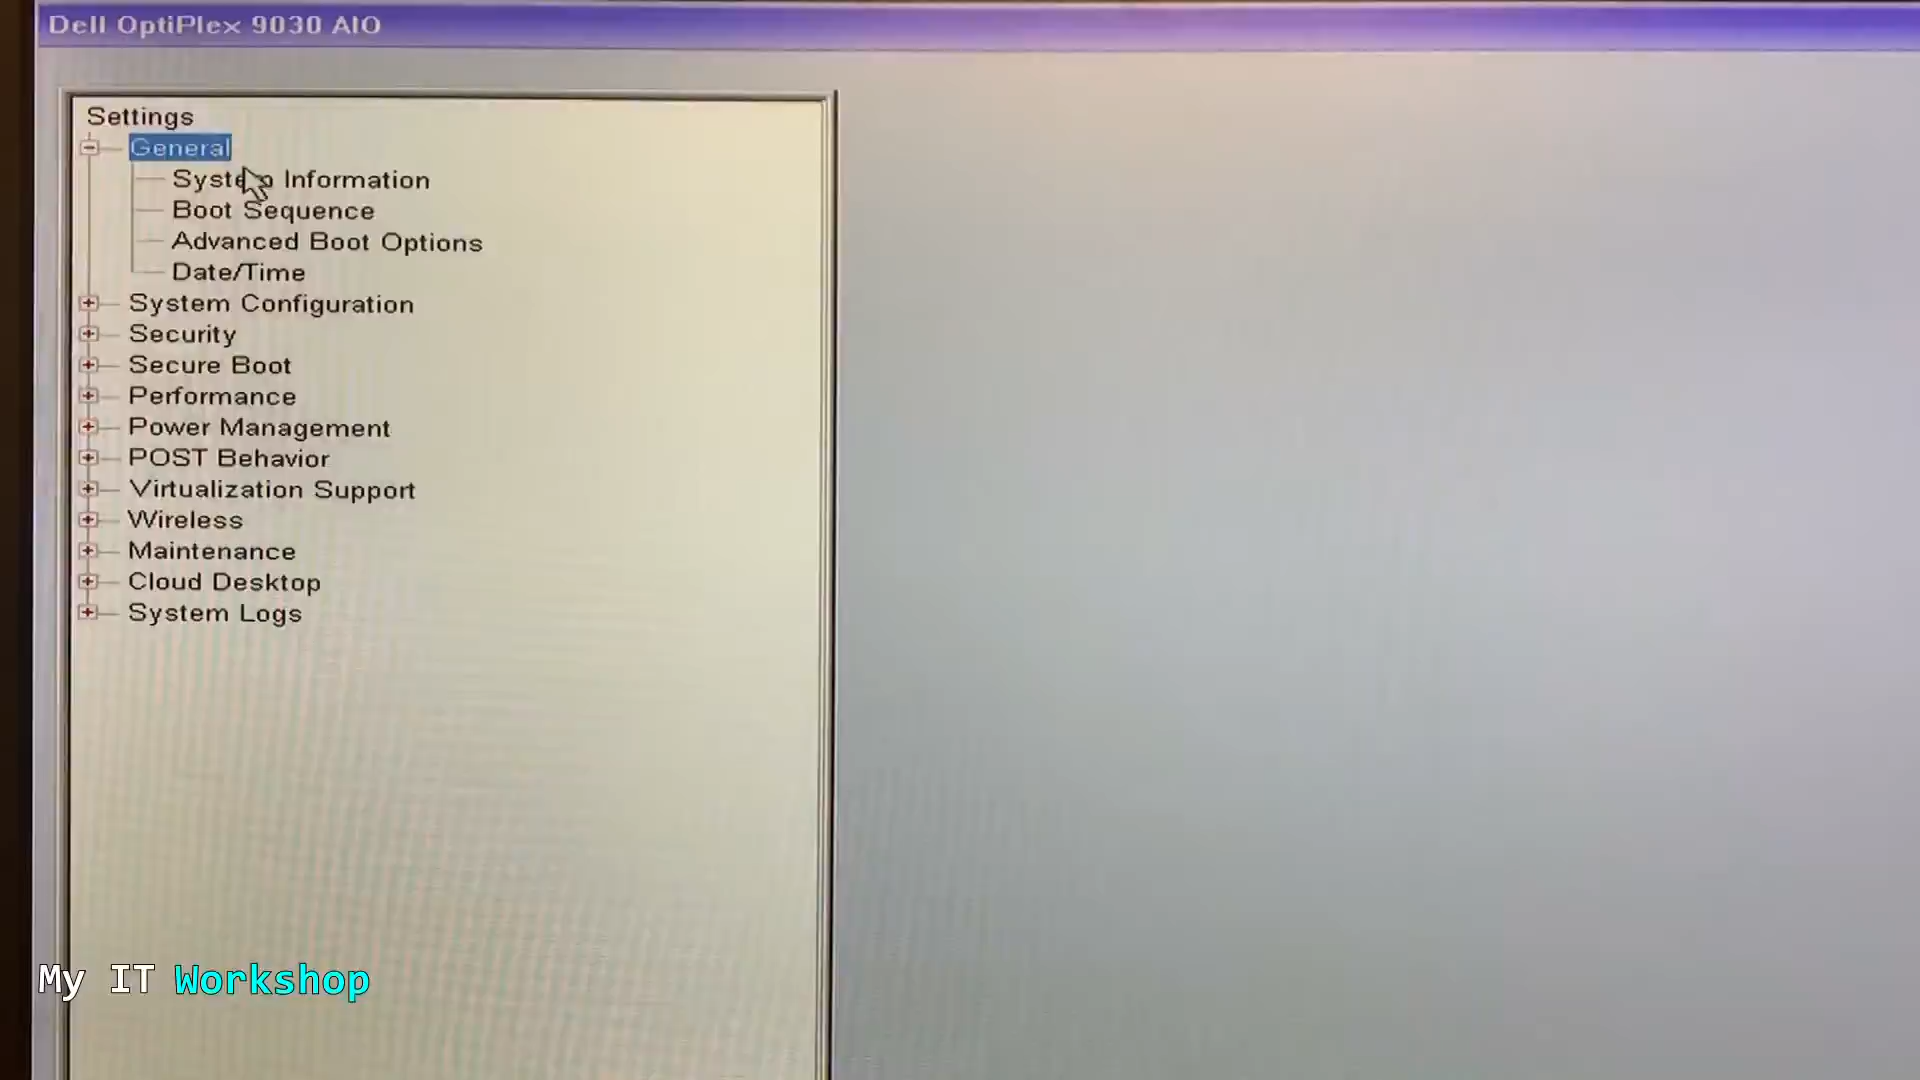 Dell OptiPlex 9030 AIO
Settings
General
System Information
Boot Sequence
Advanced Boot Options
Date/Time
System Configuration
Security
Secure Boot
Performance
Power Management
POST Behavior
Virtualization Support
Wireless
Maintenance
Cloud Desktop
System Logs
My IT Workshop